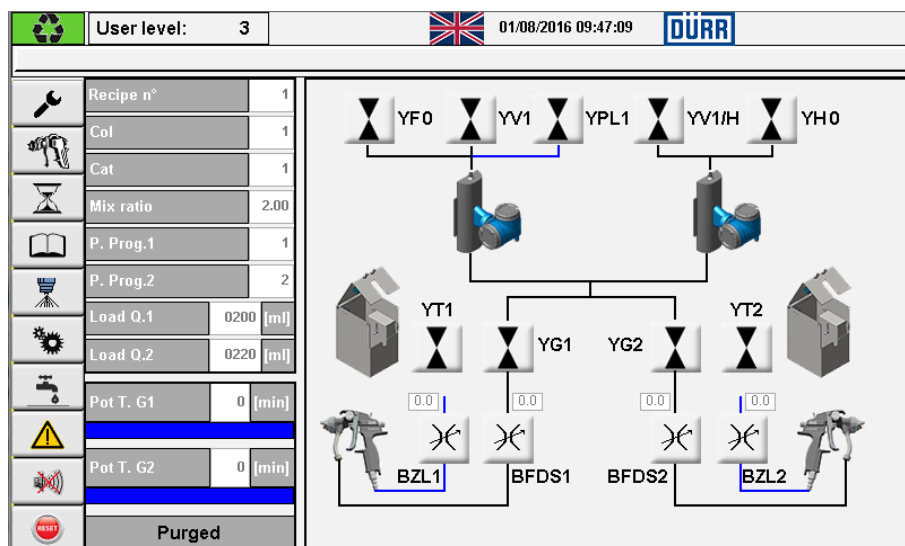 User level: 3
01/08/2016 09:47:09
DÜRR
Recipe n° 1
Col 1
Cat 1
Mix ratio 2.00
P. Prog.1 1
P. Prog.2 2
Load Q.1 0200 [ml]
Load Q.2 0220 [ml]
Pot T. G1 0 [min]
Pot T. G2 0 [min]
Purged
YF0 YV1 YPL1 YV1/H YH0
YT1 YT2
YG1 YG2
0.0 0.0 0.0 0.0
BZL1 BFDS1 BFDS2 BZL2
RESET